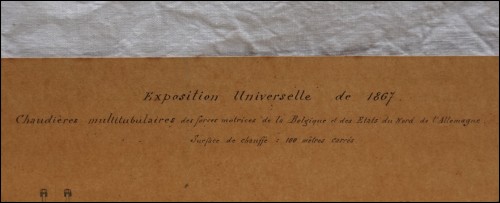 Exposition Universelle de 1867
Chaudières multitubulaires des forces motrices de la Belgique et des Etats du Nord de l'Allemagne.
Surface de chauffe : 100 mètres carrés